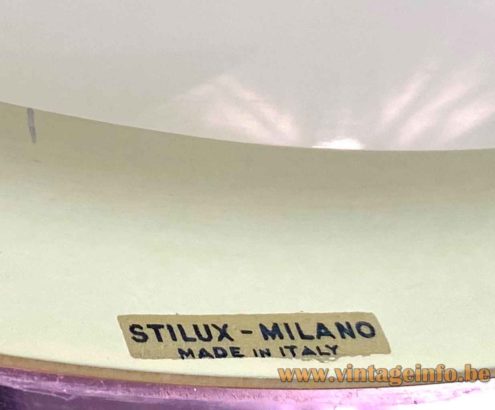 STILUX - MILANO
MADE IN ITALY
www.vintageinfo.be